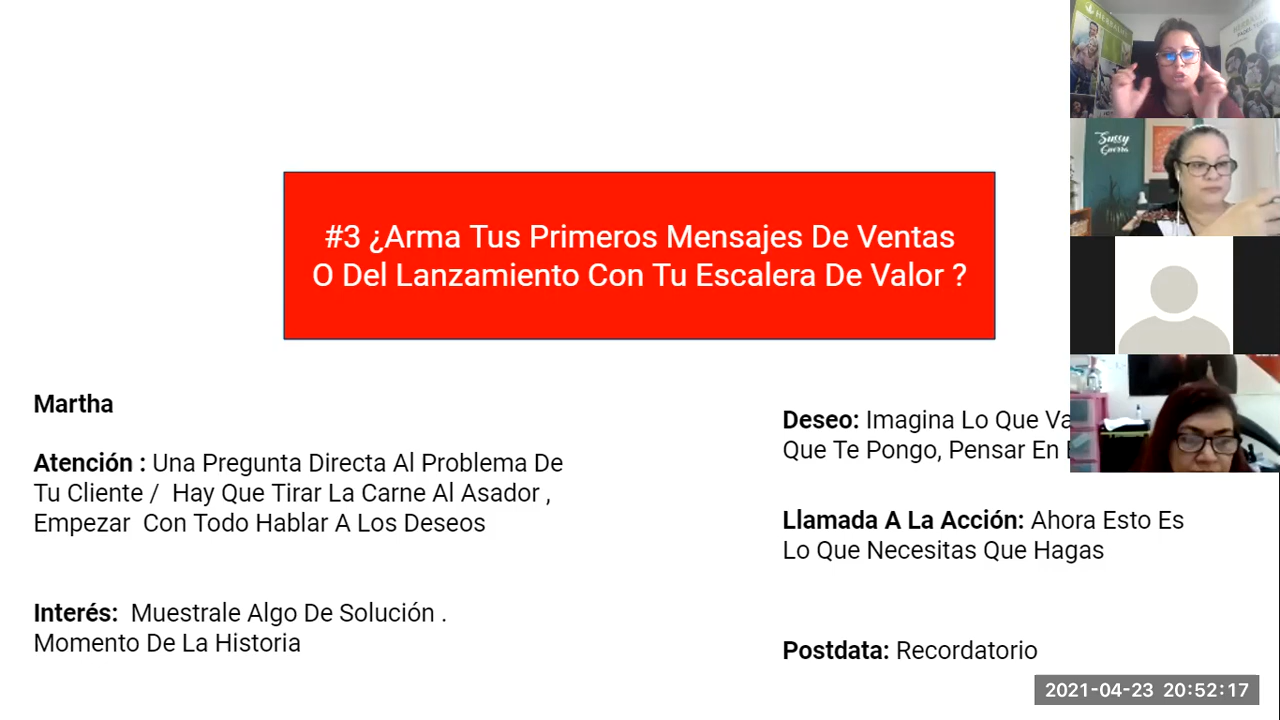 #3 ¿Arma Tus Primeros Mensajes De Ventas
O Del Lanzamiento Con Tu Escalera De Valor ?
Martha
Atención : Una Pregunta Directa Al Problema De
Tu Cliente / Hay Que Tirar La Carne Al Asador ,
Empezar Con Todo Hablar A Los Deseos
Interés: Muestrale Algo De Solución .
Momento De La Historia
Deseo: Imagina Lo Que Va
Que Te Pongo, Pensar En
Llamada A La Acción: Ahora Esto Es
Lo Que Necesitas Que Hagas
Postdata: Recordatorio
Sussy
Guerra
2021-04-23 20:52:17